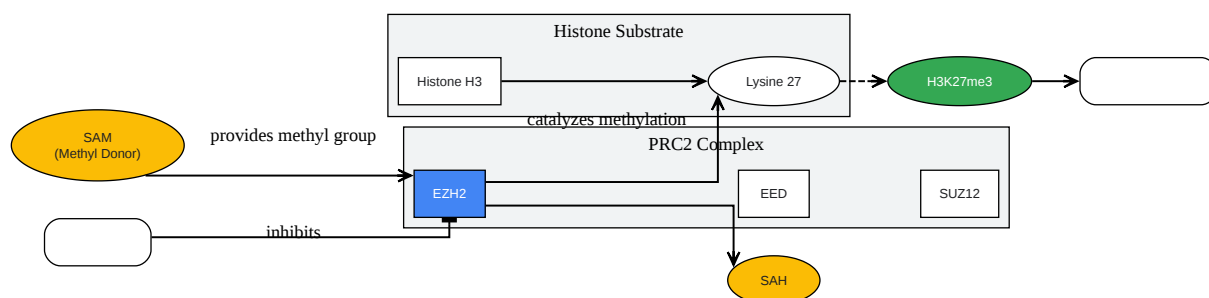 Histone Substrate
Histone H3
Lysine 27
H3K27me3
catalyzes methylation
provides methyl group
SAM
(Methyl Donor)
PRC2 Complex
EZH2
EED
SUZ12
inhibits
SAH